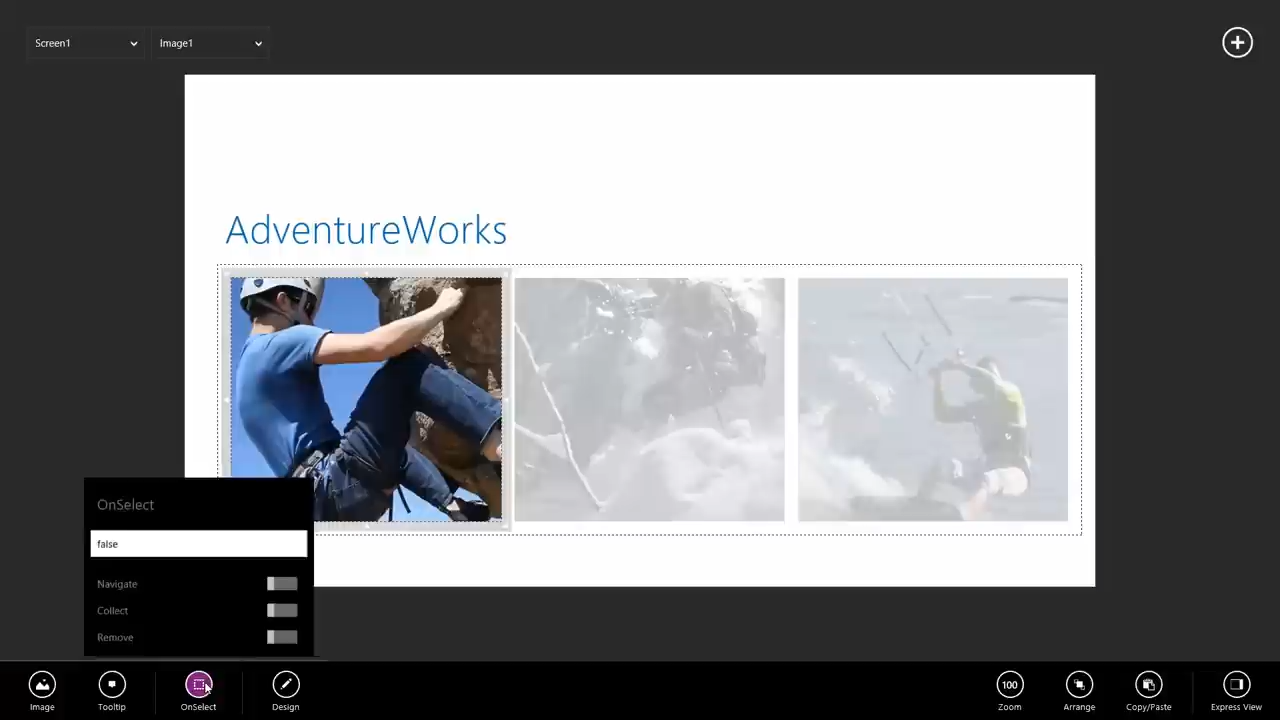 Screen1
Image1
AdventureWorks
OnSelect
false
Navigate
Collect
Remove
Image
Tooltip
OnSelect
Design
100
Zoom
Arrange
Copy/Paste
Express View